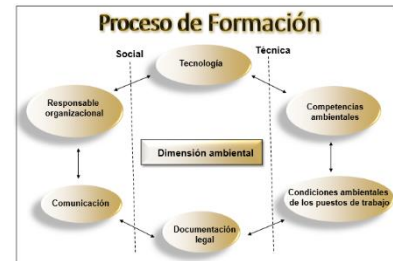 Proceso de Formación
Social
Técnica
Tecnología
Responsable
organizacional
Competencias
ambientales
Dimensión ambiental
Comunicación
Condiciones ambientales
de los puestos de trabajo
Documentación
legal